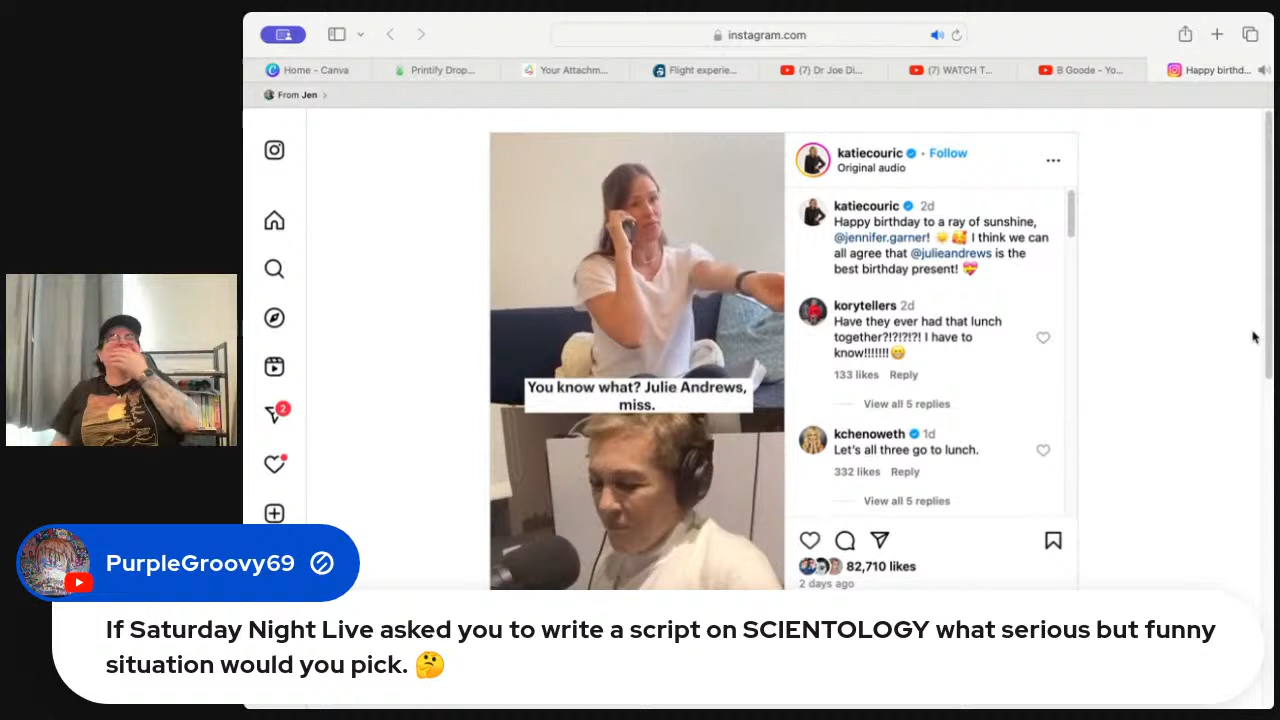 instagram.com
Home – Canva
Printify Drop...
Your Attachm...
Flight experie...
(7) Dr Joe Di...
(7) WATCH T...
B Goode - Yo...
Happy birthd...
From Jen
katiecouric • Follow
Original audio
katiecouric 2d
Happy birthday to a ray of sunshine,
@jennifer.garner! ☀️🥰 I think we can
all agree that @julieandrews is the
best birthday present! 💝
korytellers 2d
Have they ever had that lunch
together?!?!?!?! I have to
know!!!!!!!😁
133 likes Reply
View all 5 replies
kchenoweth 1d
Let's all three go to lunch.
332 likes Reply
View all 5 replies
82,710 likes
2 days ago
You know what? Julie Andrews,
miss.
2
PurpleGroovy69
If Saturday Night Live asked you to write a script on SCIENTOLOGY what serious but funny
situation would you pick. 🤔